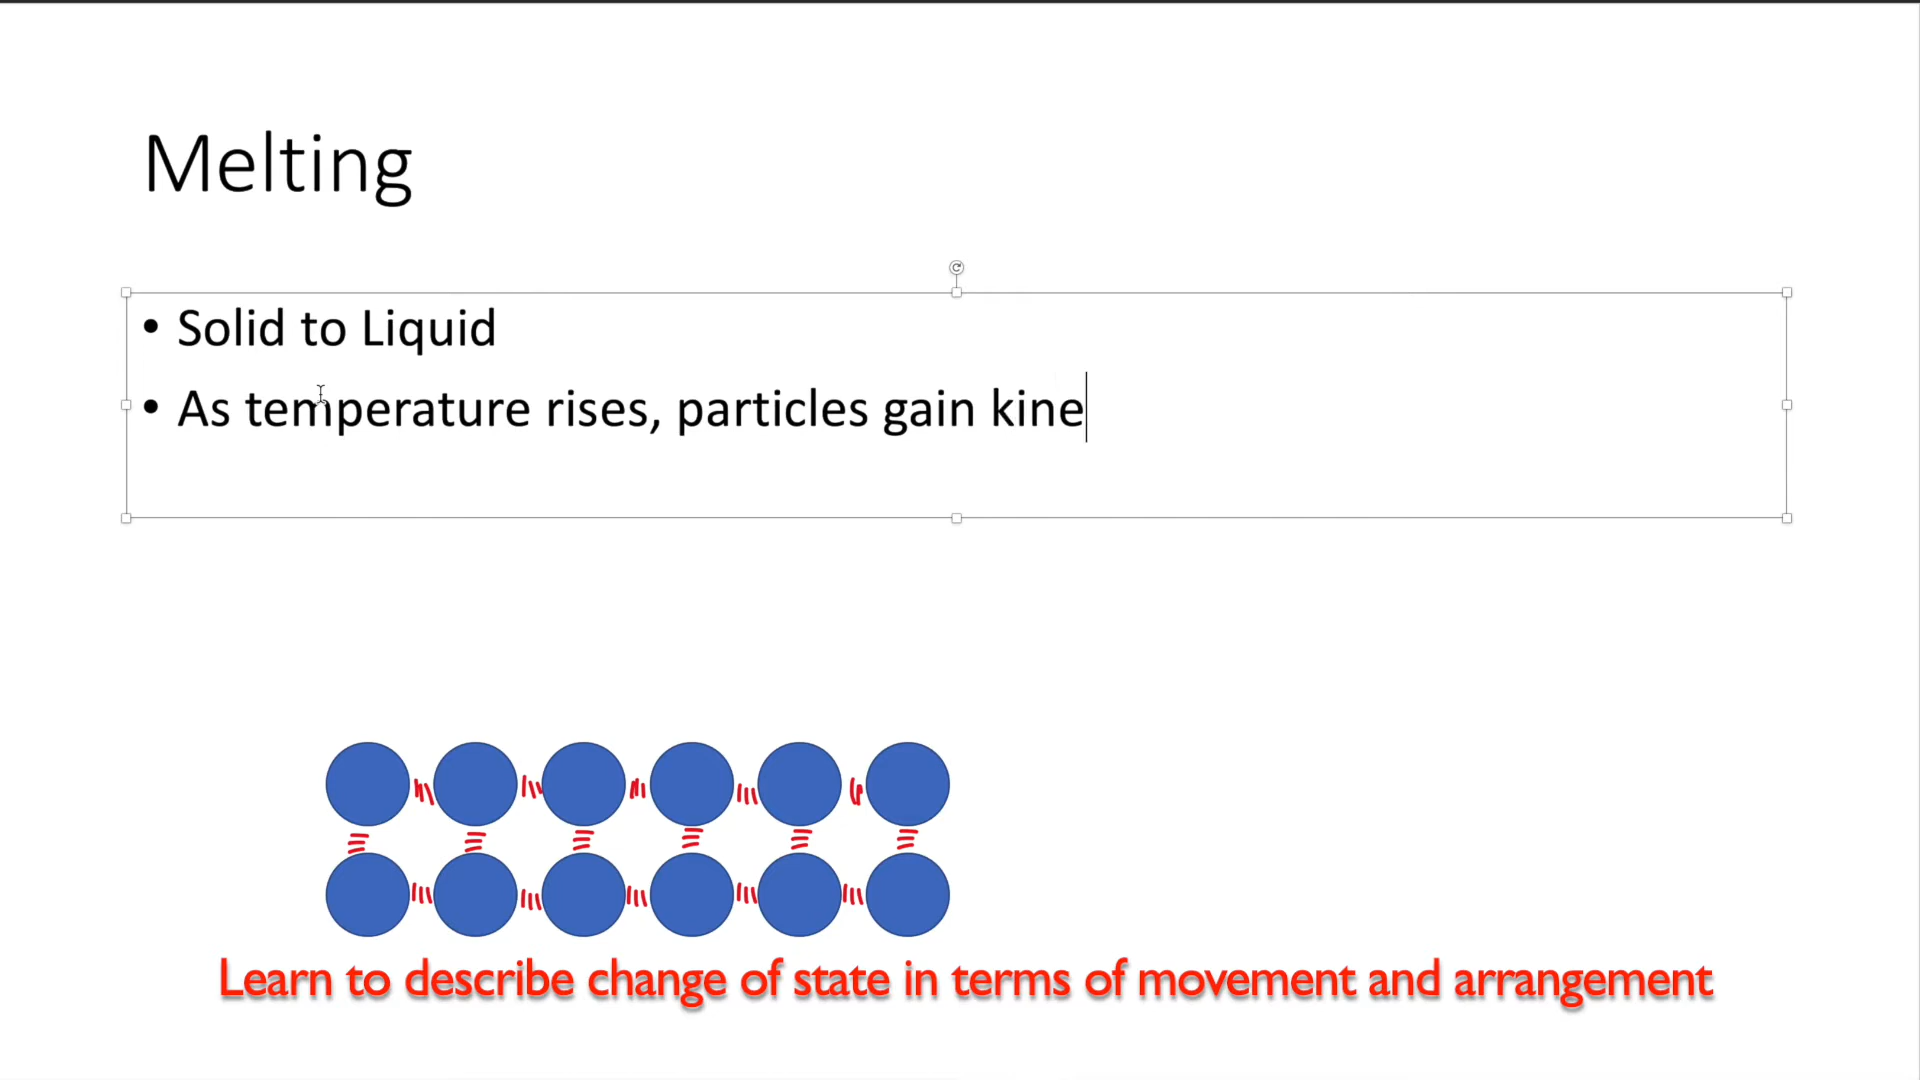 Melting
• Solid to Liquid
• As temperature rises, particles gain kine
Learn to describe change of state in terms of movement and arrangement